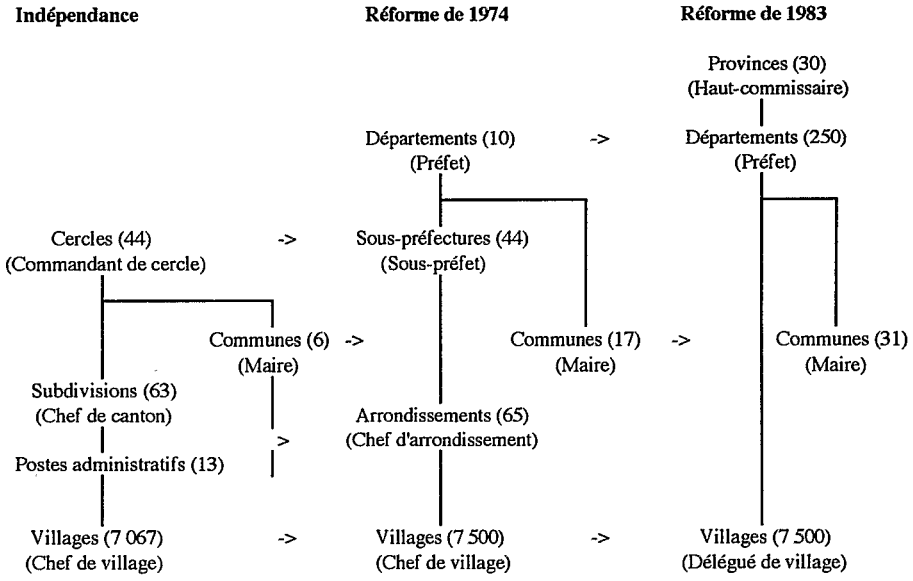 Indépendance
Réforme de 1974
Réforme de 1983
Provinces (30)
(Haut-commissaire)
Départements (10)
->
Départements (250)
(Préfet)
(Préfet)
Cercles (44)
->
Sous-préfectures (44)
(Commandant de cercle)
(Sous-préfet)
Communes (6)
->
Communes (17)
->
Communes (31)
(Maire)
(Maire)
(Maire)
Subdivisions (63)
(Chef de canton)
Arrondissements (65)
>
(Chef d'arrondissement)
Postes administratifs (13)
Villages (7 067)
->
Villages (7 500)
->
Villages (7 500)
(Chef de village)
(Chef de village)
(Délégué de village)